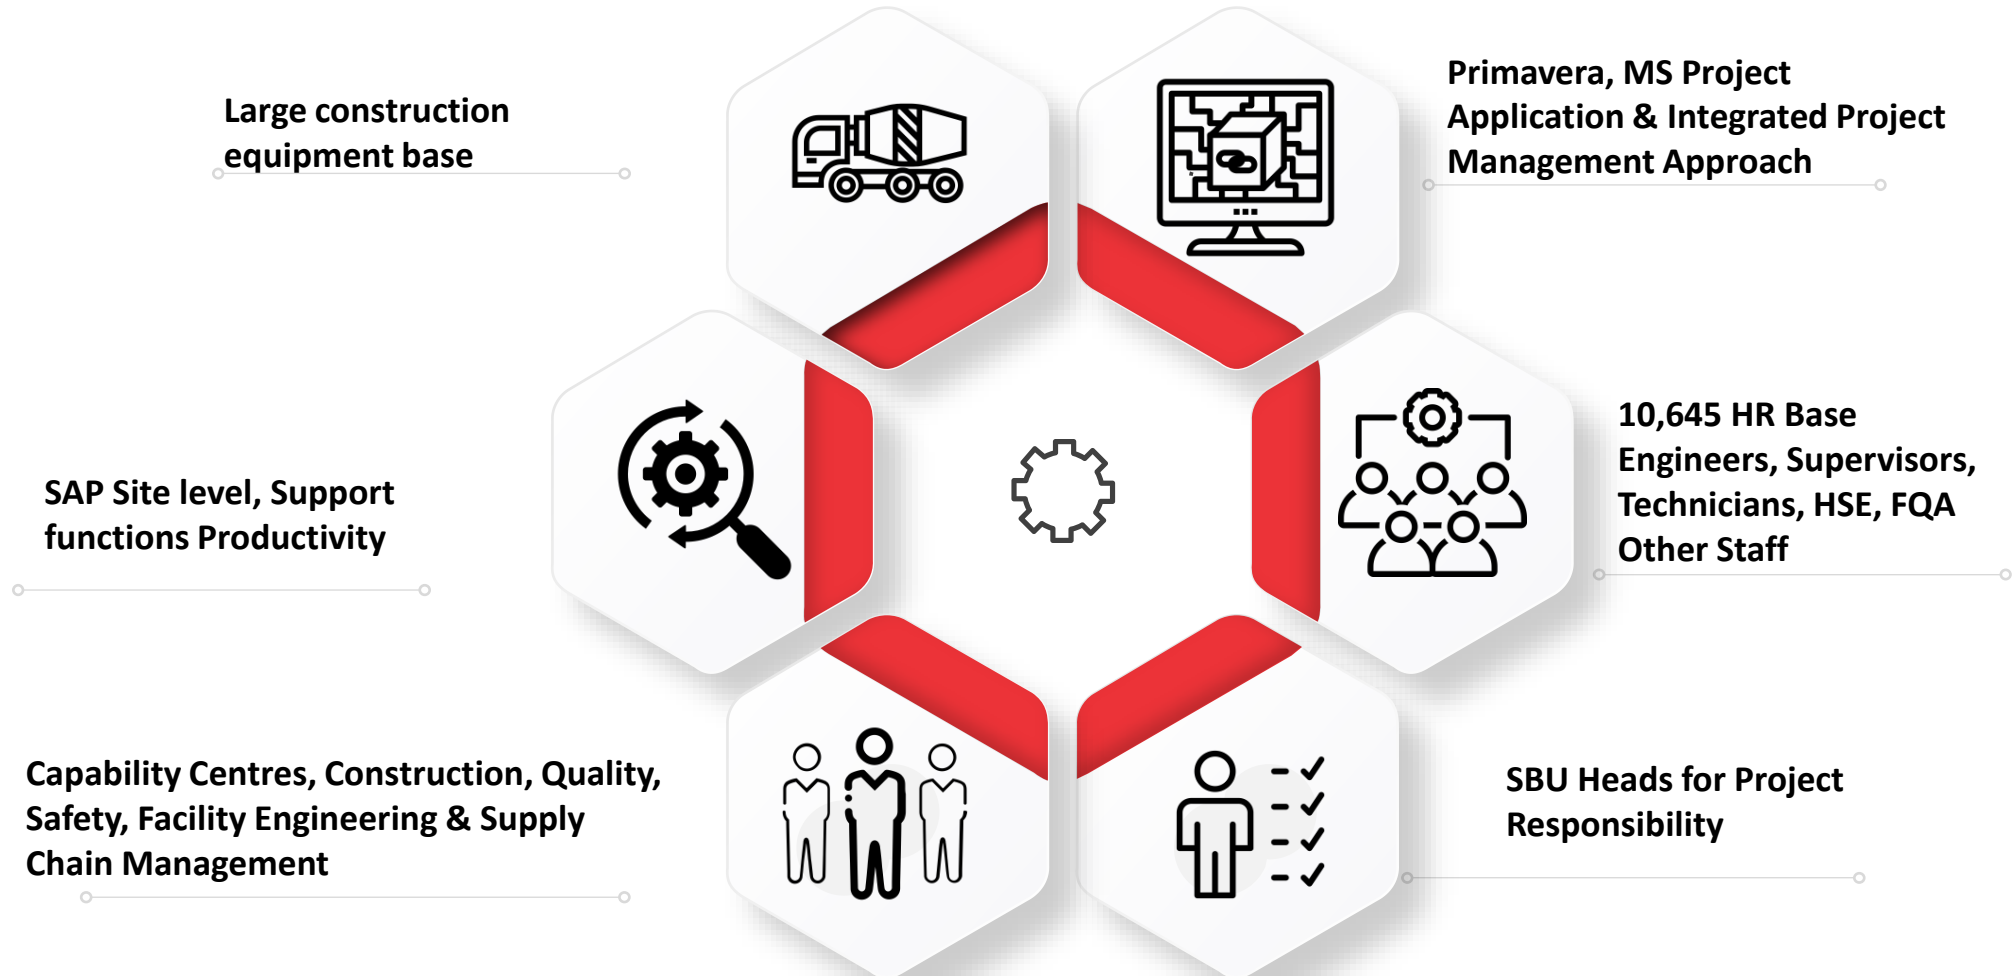 Large construction
equipment base
Primavera, MS Project
Application & Integrated Project
Management Approach
SAP Site level, Support
functions Productivity
10,645 HR Base
Engineers, Supervisors,
Technicians, HSE, FQA
Other Staff
Capability Centres, Construction, Quality,
Safety, Facility Engineering & Supply
Chain Management
SBU Heads for Project
Responsibility